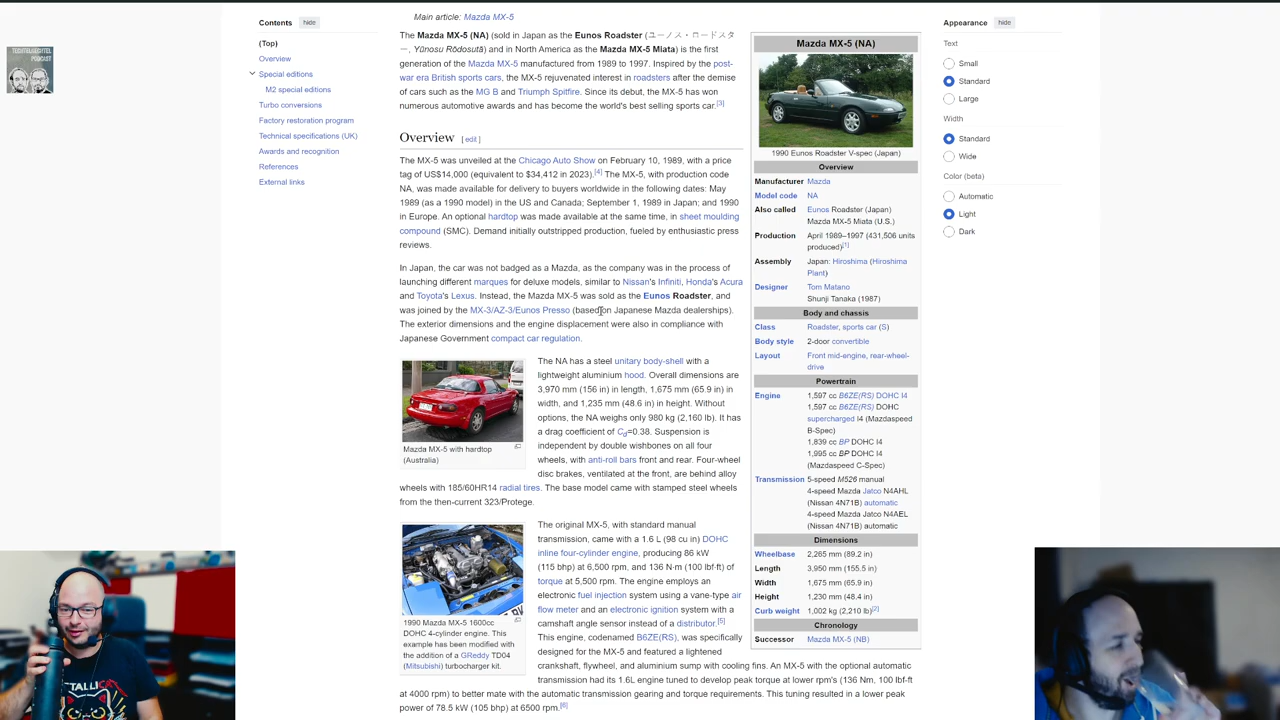 Contents hide
(Top)
Overview
Special editions
M2 special editions
Turbo conversions
Factory restoration program
Technical specifications (UK)
Awards and recognition
References
External links
Main article: Mazda MX-5
The Mazda MX-5 (NA) (sold in Japan as the Eunos Roadster (ユーノス・ロードスタ
ー, Yūnosu Rōdosutā) and in North America as the Mazda MX-5 Miata) is the first
generation of the Mazda MX-5 manufactured from 1989 to 1997. Inspired by the post-
war era British sports cars, the MX-5 rejuvenated interest in roadsters after the demise
of cars such as the MG B and Triumph Spitfire. Since its debut, the MX-5 has won
numerous automotive awards and has become the world's best selling sports car.[3]
Overview [ edit ]
The MX-5 was unveiled at the Chicago Auto Show on February 10, 1989, with a price
tag of US$14,000 (equivalent to $34,412 in 2023).[4] The MX-5, with production code
NA, was made available for delivery to buyers worldwide in the following dates: May
1989 (as a 1990 model) in the US and Canada; September 1, 1989 in Japan; and 1990
in Europe. An optional hardtop was made available at the same time, in sheet moulding
compound (SMC). Demand initially outstripped production, fueled by enthusiastic press
reviews.
In Japan, the car was not badged as a Mazda, as the company was in the process of
launching different marques for deluxe models, similar to Nissan's Infiniti, Honda's Acura
and Toyota's Lexus. Instead, the Mazda MX-5 was sold as the Eunos Roadster, and
was joined by the MX-3/AZ-3/Eunos Presso (based on Japanese Mazda dealerships).
The exterior dimensions and the engine displacement were also in compliance with
Japanese Government compact car regulation.
Mazda MX-5 with hardtop
(Australia)
The NA has a steel unitary body-shell with a
lightweight aluminium hood. Overall dimensions are
3,970 mm (156 in) in length, 1,675 mm (65.9 in) in
width, and 1,235 mm (48.6 in) in height. Without
options, the NA weighs only 980 kg (2,160 lb). It has
a drag coefficient of Cd=0.38. Suspension is
independent by double wishbones on all four
wheels, with anti-roll bars front and rear. Four-wheel
disc brakes, ventilated at the front, are behind alloy
wheels with 185/60HR14 radial tires. The base model came with stamped steel wheels
from the then-current 323/Protege.
1990 Mazda MX-5 1600cc
DOHC 4-cylinder engine. This
example has been modified with
the addition of a GReddy TD04
(Mitsubishi) turbocharger kit.
The original MX-5, with standard manual
transmission, came with a 1.6 L (98 cu in) DOHC
inline four-cylinder engine, producing 86 kW
(115 bhp) at 6,500 rpm, and 136 N·m (100 lbf·ft) of
torque at 5,500 rpm. The engine employs an
electronic fuel injection system using a vane-type air
flow meter and an electronic ignition system with a
camshaft angle sensor instead of a distributor.[5]
This engine, codenamed B6ZE(RS), was specifically
designed for the MX-5 and featured a lightened
crankshaft, flywheel, and aluminium sump with cooling fins. An MX-5 with the optional automatic
transmission had its 1.6L engine tuned to develop peak torque at lower rpm's (136 Nm, 100 lbf-ft
at 4000 rpm) to better mate with the automatic transmission gearing and torque requirements. This tuning resulted in a lower peak
power of 78.5 kW (105 bhp) at 6500 rpm.[6]
Mazda MX-5 (NA)
1990 Eunos Roadster V-spec (Japan)
Overview
Manufacturer Mazda
Model code NA
Also called Eunos Roadster (Japan)
Mazda MX-5 Miata (U.S.)
Production April 1989–1997 (431,506 units
produced)[1]
Assembly Japan: Hiroshima (Hiroshima
Plant)
Designer Tom Matano
Shunji Tanaka (1987)
Body and chassis
Class Roadster, sports car (S)
Body style 2-door convertible
Layout Front mid-engine, rear-wheel-
drive
Powertrain
Engine 1,597 cc B6ZE(RS) DOHC I4
1,597 cc B6ZE(RS) DOHC
supercharged I4 (Mazdaspeed
B-Spec)
1,839 cc BP DOHC I4
1,995 cc BP DOHC I4
(Mazdaspeed C-Spec)
Transmission 5-speed M526 manual
4-speed Mazda Jatco N4AHL
(Nissan 4N71B) automatic
4-speed Mazda Jatco N4AEL
(Nissan 4N71B) automatic
Dimensions
Wheelbase 2,265 mm (89.2 in)
Length 3,950 mm (155.5 in)
Width 1,675 mm (65.9 in)
Height 1,230 mm (48.4 in)
Curb weight 1,002 kg (2,210 lb)[2]
Chronology
Successor Mazda MX-5 (NB)
Appearance hide
Text
Small
Standard
Large
Width
Standard
Wide
Color (beta)
Automatic
Light
Dark
PODCAST
METALLICA